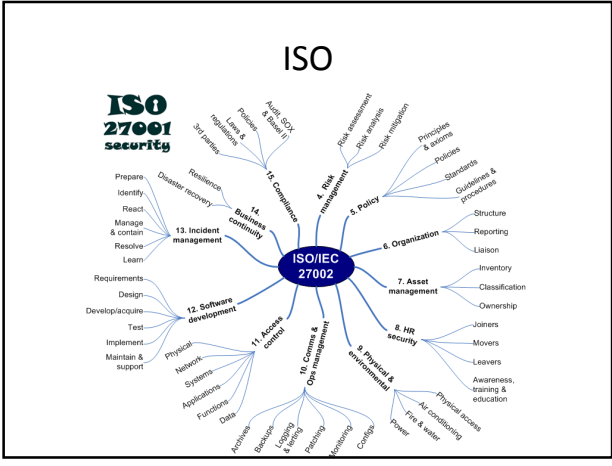 ISO
ISO
27001
security
ISO/IEC
27002
4. Risk
management
Risk assessment
Risk analysis
Risk mitigation
5. Policy
Principles
& axioms
Policies
Standards
Guidelines &
procedures
6. Organization
Structure
Reporting
Liaison
7. Asset
management
Inventory
Classification
Ownership
8. HR
security
Joiners
Movers
Leavers
Awareness,
training &
education
9. Physical &
environmental
Physical access
Air conditioning
Fire & water
Power
10. Comms &
Ops management
Configs
Monitoring
Patching
Logging
& lerting
Backups
Archives
11. Access
control
Physical
Network
Systems
Applications
Functions
Data
12. Software
development
Requirements
Design
Develop/acquire
Test
Implement
Maintain &
support
13. Incident
management
Prepare
Identify
React
Manage
& contain
Resolve
Learn
14.
Business
continuity
Resilience
Disaster recovery
15. Compliance
3rd parties
Laws &
regulations
Policies
Audit, SOX
& Basel II